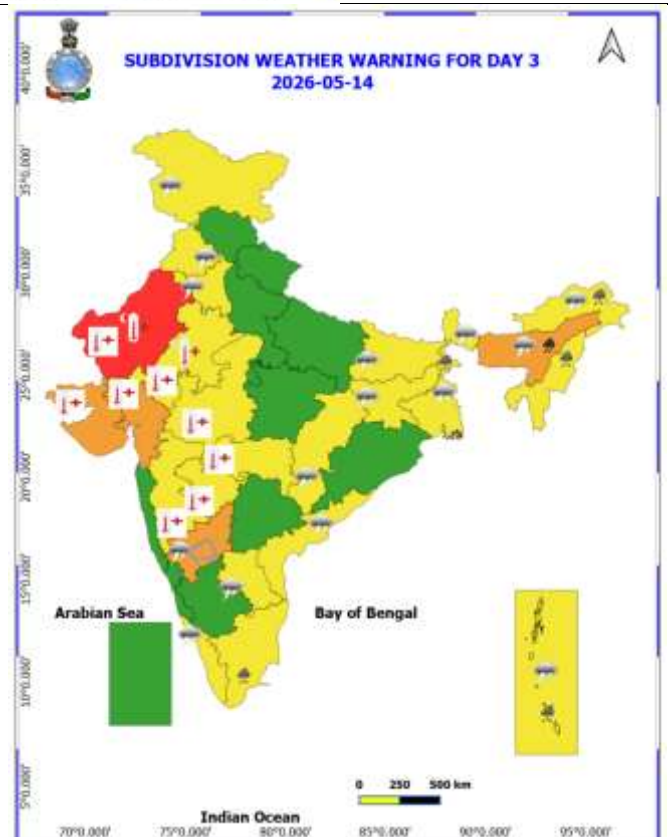 SUBDIVISION WEATHER WARNING FOR DAY 3
2026-05-14
40°0.000'
35°0.000'
30°0.000'
25°0.000'
20°0.000'
15°0.000'
10°0.000'
5°0.000'
Arabian Sea
Bay of Bengal
0 250 500 km
Indian Ocean
70°0.000' 75°0.000' 80°0.000' 85°0.000' 90°0.000' 95°0.000'